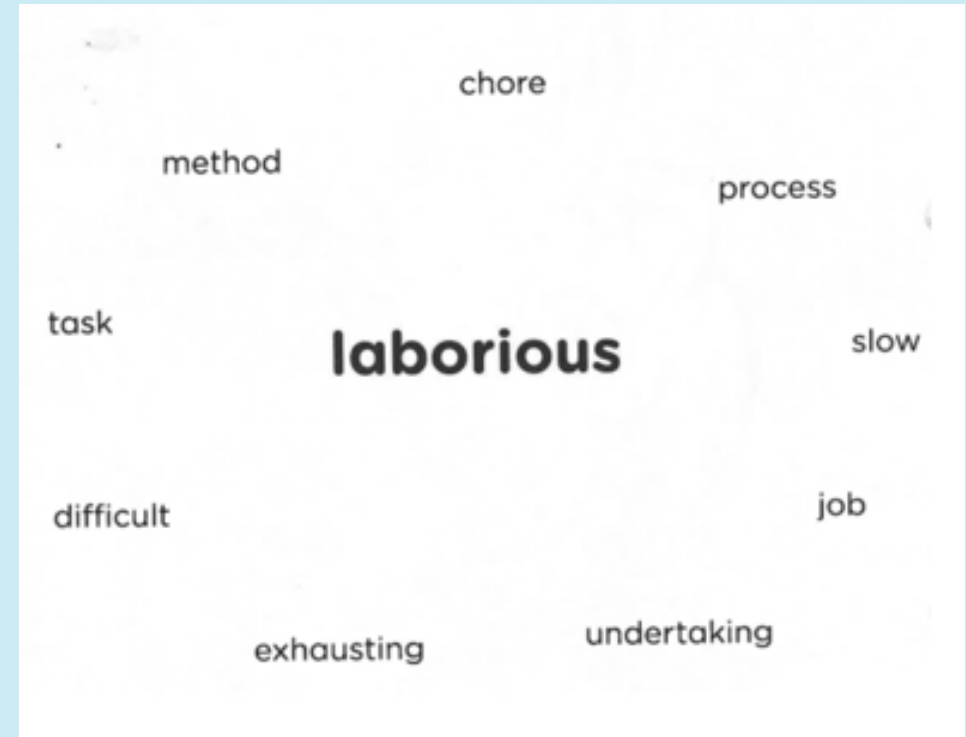 chore
method
process
task
laborious
slow
difficult
job
exhausting
undertaking